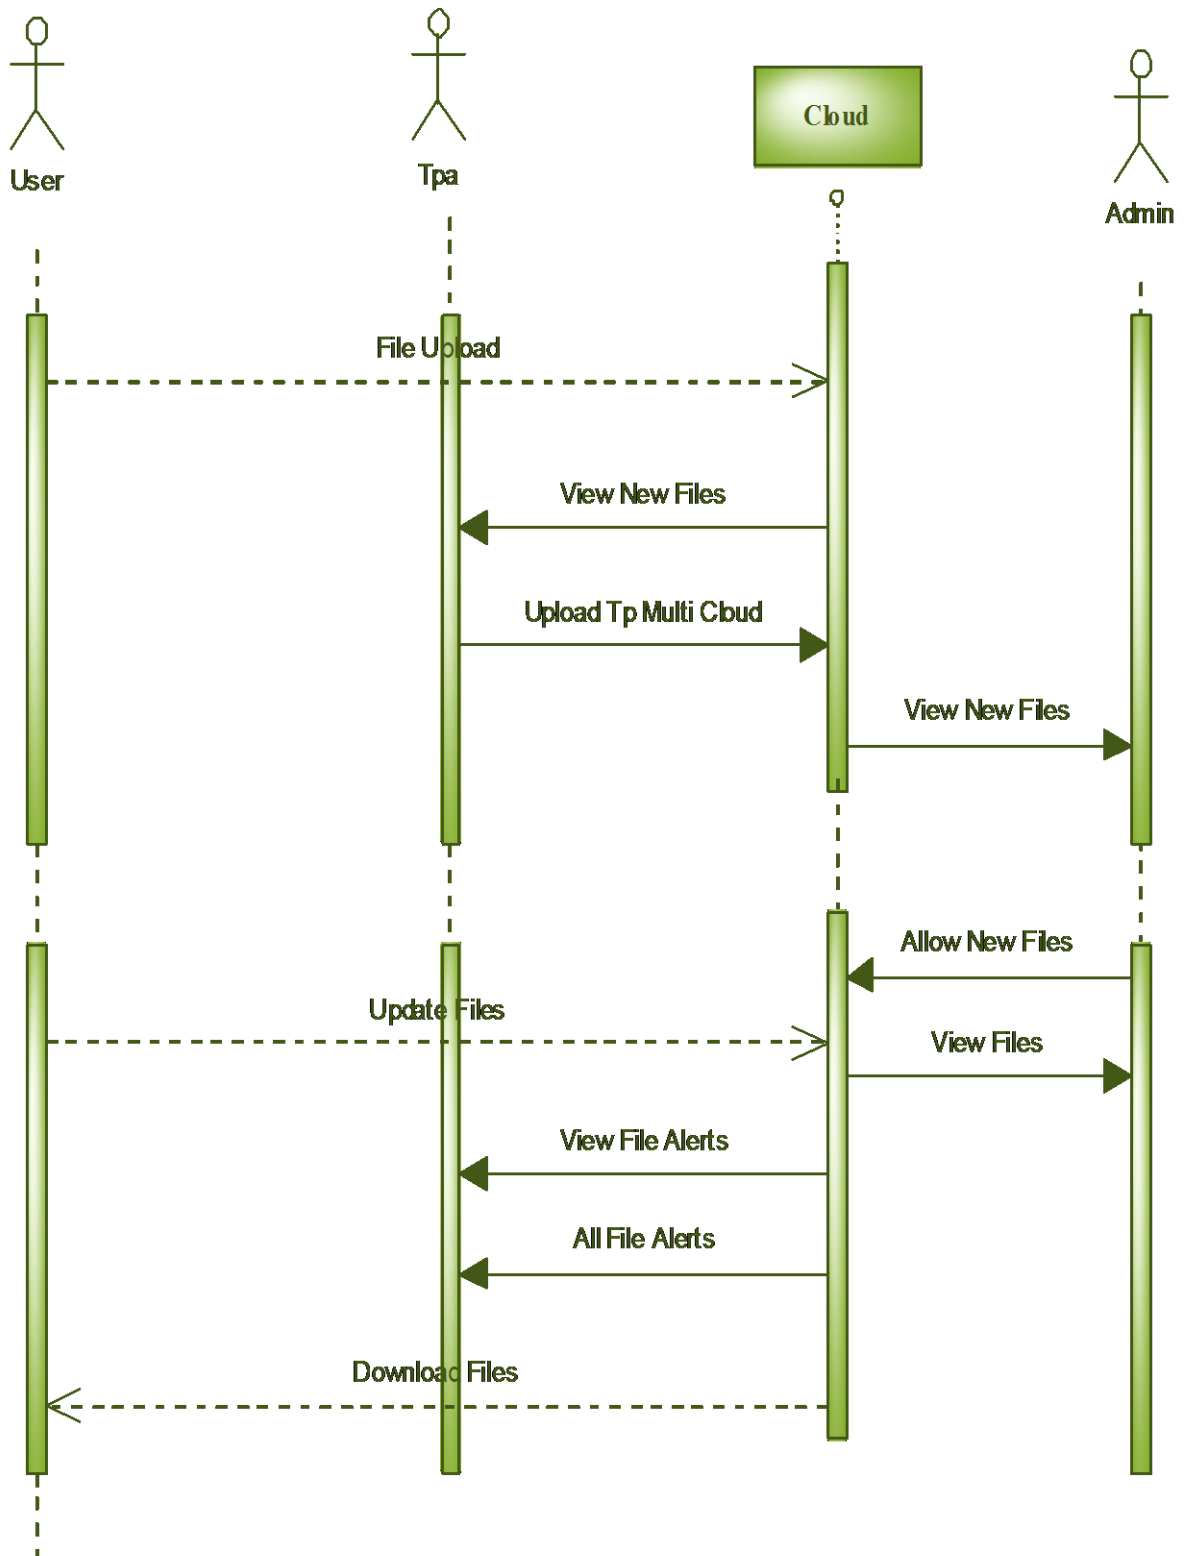 User
Tpa
Cloud
Admin
File Upload
View New Files
Upload Tp Multi Cloud
View New Files
Allow New Files
Update Files
View Files
View File Alerts
All File Alerts
Download Files